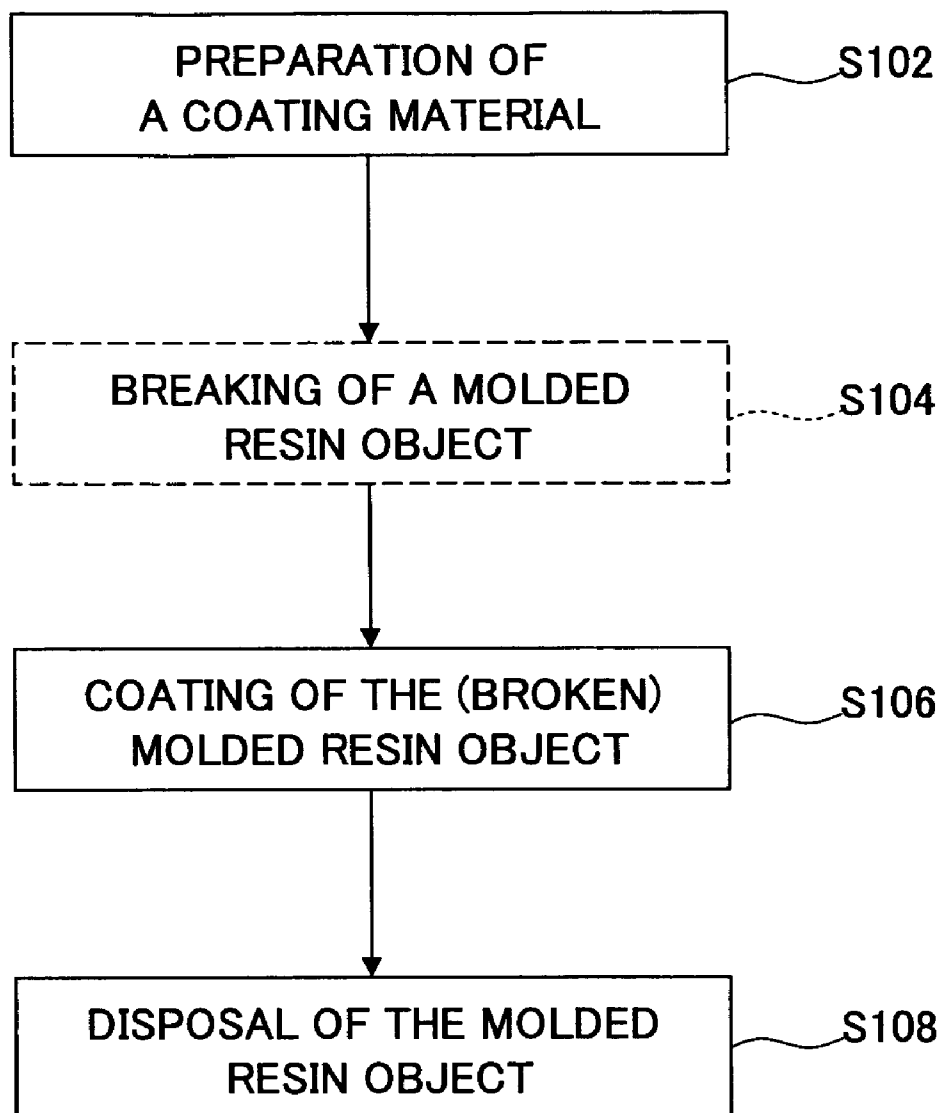 PREPARATION OF
A COATING MATERIAL
S102
BREAKING OF A MOLDED
RESIN OBJECT
S104
COATING OF THE (BROKEN)
MOLDED RESIN OBJECT
S106
DISPOSAL OF THE MOLDED
RESIN OBJECT
S108